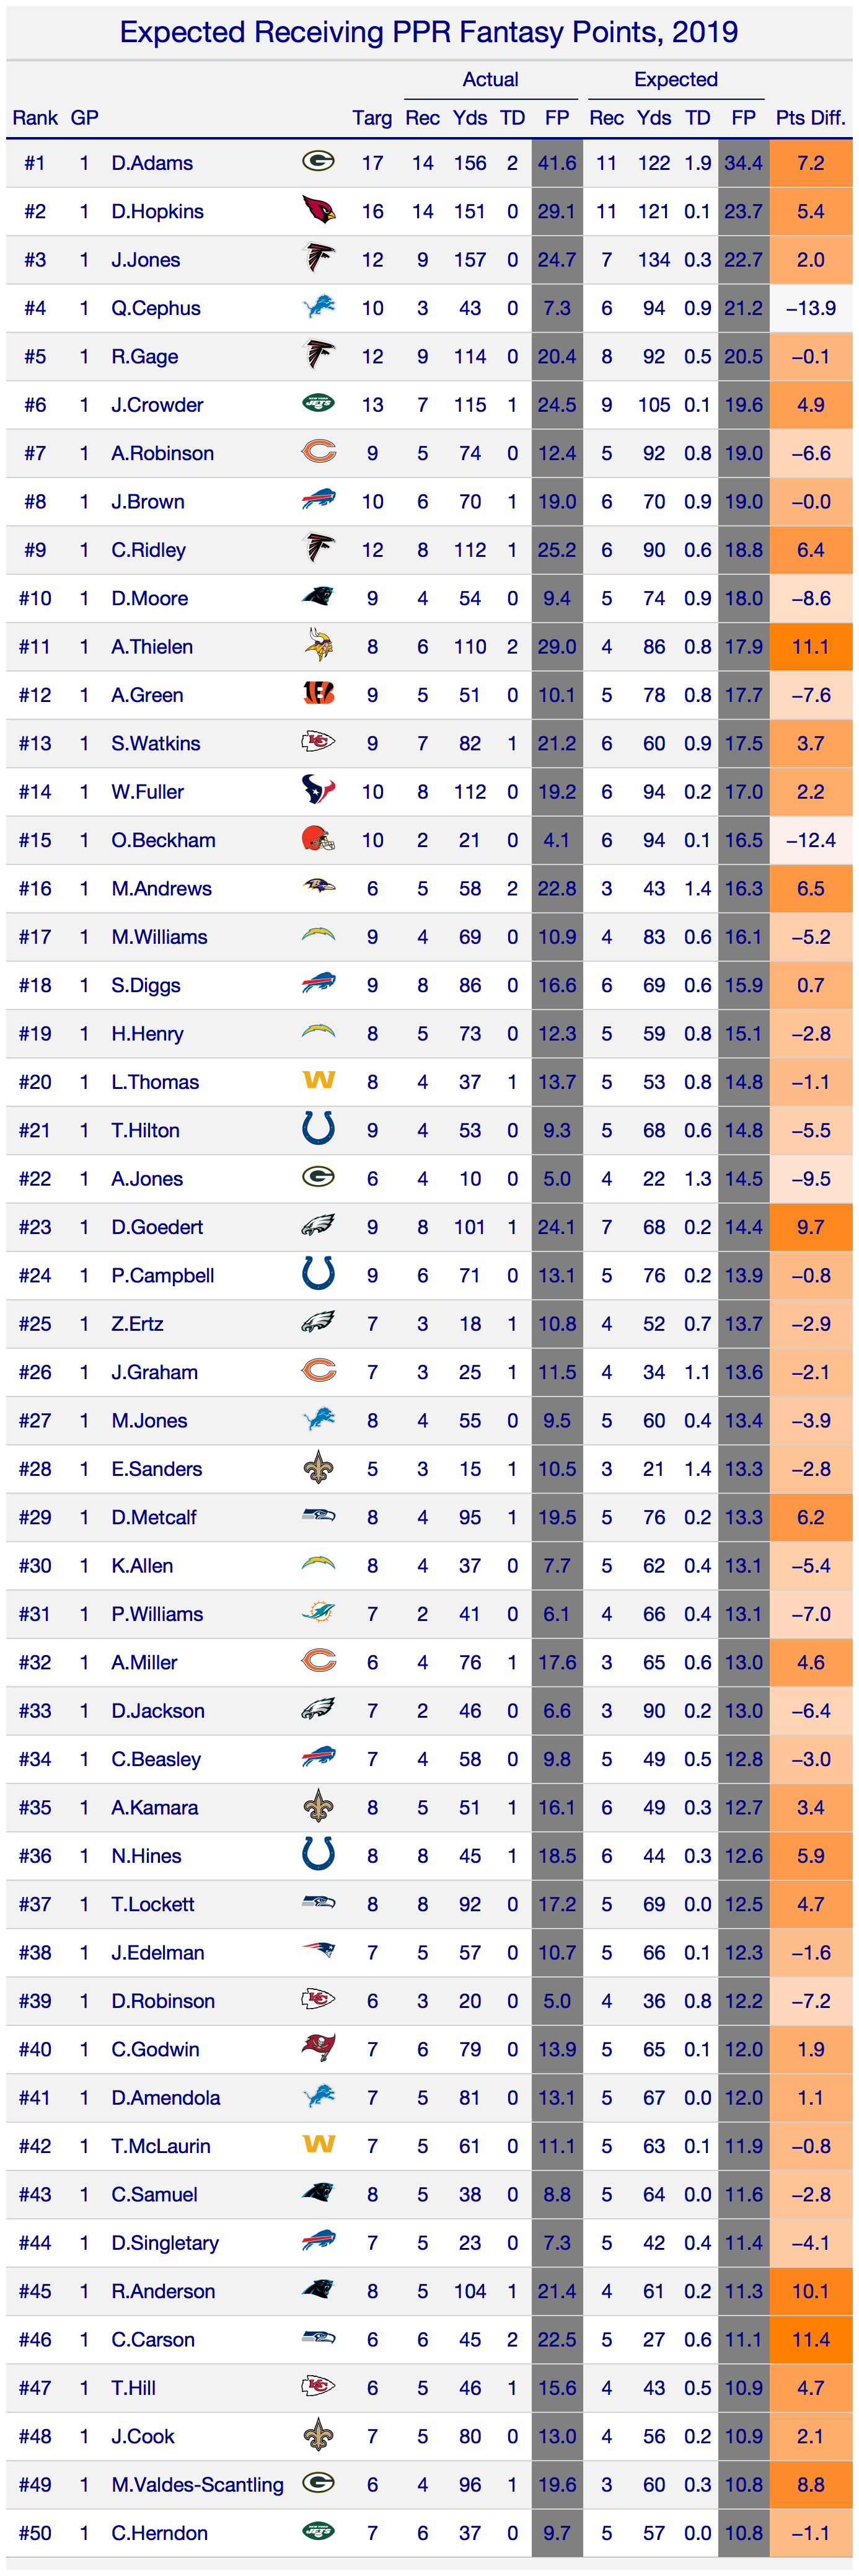 Expected Receiving PPR Fantasy Points, 2019
Actual Expected
Rank GP Targ Rec Yds TD FP Rec Yds TD FP Pts Diff.
#1 1 D.Adams G 17 14 156 2 41.6 11 122 1.9 34.4 7.2
#2 1 D.Hopkins 16 14 151 0 29.1 11 121 0.1 23.7 5.4
#3 1 J.Jones 12 9 157 0 24.7 7 134 0.3 22.7 2.0
#4 1 Q.Cephus 10 3 43 0 7.3 6 94 0.9 21.2 −13.9
#5 1 R.Gage 12 9 114 0 20.4 8 92 0.5 20.5 −0.1
#6 1 J.Crowder JETS 13 7 115 1 24.5 9 105 0.1 19.6 4.9
#7 1 A.Robinson C 9 5 74 0 12.4 5 92 0.8 19.0 −6.6
#8 1 J.Brown 10 6 70 1 19.0 6 70 0.9 19.0 −0.0
#9 1 C.Ridley 12 8 112 1 25.2 6 90 0.6 18.8 6.4
#10 1 D.Moore 9 4 54 0 9.4 5 74 0.9 18.0 −8.6
#11 1 A.Thielen 8 6 110 2 29.0 4 86 0.8 17.9 11.1
#12 1 A.Green B 9 5 51 0 10.1 5 78 0.8 17.7 −7.6
#13 1 S.Watkins KC 9 7 82 1 21.2 6 60 0.9 17.5 3.7
#14 1 W.Fuller 10 8 112 0 19.2 6 94 0.2 17.0 2.2
#15 1 O.Beckham 10 2 21 0 4.1 6 94 0.1 16.5 −12.4
#16 1 M.Andrews 6 5 58 2 22.8 3 43 1.4 16.3 6.5
#17 1 M.Williams 9 4 69 0 10.9 4 83 0.6 16.1 −5.2
#18 1 S.Diggs 9 8 86 0 16.6 6 69 0.6 15.9 0.7
#19 1 H.Henry 8 5 73 0 12.3 5 59 0.8 15.1 −2.8
#20 1 L.Thomas W 8 4 37 1 13.7 5 53 0.8 14.8 −1.1
#21 1 T.Hilton 9 4 53 0 9.3 5 68 0.6 14.8 −5.5
#22 1 A.Jones G 6 4 10 0 5.0 4 22 1.3 14.5 −9.5
#23 1 D.Goedert 9 8 101 1 24.1 7 68 0.2 14.4 9.7
#24 1 P.Campbell 9 6 71 0 13.1 5 76 0.2 13.9 −0.8
#25 1 Z.Ertz 7 3 18 1 10.8 4 52 0.7 13.7 −2.9
#26 1 J.Graham C 7 3 25 1 11.5 4 34 1.1 13.6 −2.1
#27 1 M.Jones 8 4 55 0 9.5 5 60 0.4 13.4 −3.9
#28 1 E.Sanders 5 3 15 1 10.5 3 21 1.4 13.3 −2.8
#29 1 D.Metcalf 8 4 95 1 19.5 5 76 0.2 13.3 6.2
#30 1 K.Allen 8 4 37 0 7.7 5 62 0.4 13.1 −5.4
#31 1 P.Williams 7 2 41 0 6.1 4 66 0.4 13.1 −7.0
#32 1 A.Miller C 6 4 76 1 17.6 3 65 0.6 13.0 4.6
#33 1 D.Jackson 7 2 46 0 6.6 3 90 0.2 13.0 −6.4
#34 1 C.Beasley 7 4 58 0 9.8 5 49 0.5 12.8 −3.0
#35 1 A.Kamara 8 5 51 1 16.1 6 49 0.3 12.7 3.4
#36 1 N.Hines 8 8 45 1 18.5 6 44 0.3 12.6 5.9
#37 1 T.Lockett 8 8 92 0 17.2 5 69 0.0 12.5 4.7
#38 1 J.Edelman 7 5 57 0 10.7 5 66 0.1 12.3 −1.6
#39 1 D.Robinson KC 6 3 20 0 5.0 4 36 0.8 12.2 −7.2
#40 1 C.Godwin 7 6 79 0 13.9 5 65 0.1 12.0 1.9
#41 1 D.Amendola 7 5 81 0 13.1 5 67 0.0 12.0 1.1
#42 1 T.McLaurin W 7 5 61 0 11.1 5 63 0.1 11.9 −0.8
#43 1 C.Samuel 8 5 38 0 8.8 5 64 0.0 11.6 −2.8
#44 1 D.Singletary 7 5 23 0 7.3 5 42 0.4 11.4 −4.1
#45 1 R.Anderson 8 5 104 1 21.4 4 61 0.2 11.3 10.1
#46 1 C.Carson 6 6 45 2 22.5 5 27 0.6 11.1 11.4
#47 1 T.Hill KC 6 5 46 1 15.6 4 43 0.5 10.9 4.7
#48 1 J.Cook 7 5 80 0 13.0 4 56 0.2 10.9 2.1
#49 1 M.Valdes-Scantling G 6 4 96 1 19.6 3 60 0.3 10.8 8.8
#50 1 C.Herndon JETS 7 6 37 0 9.7 5 57 0.0 10.8 −1.1